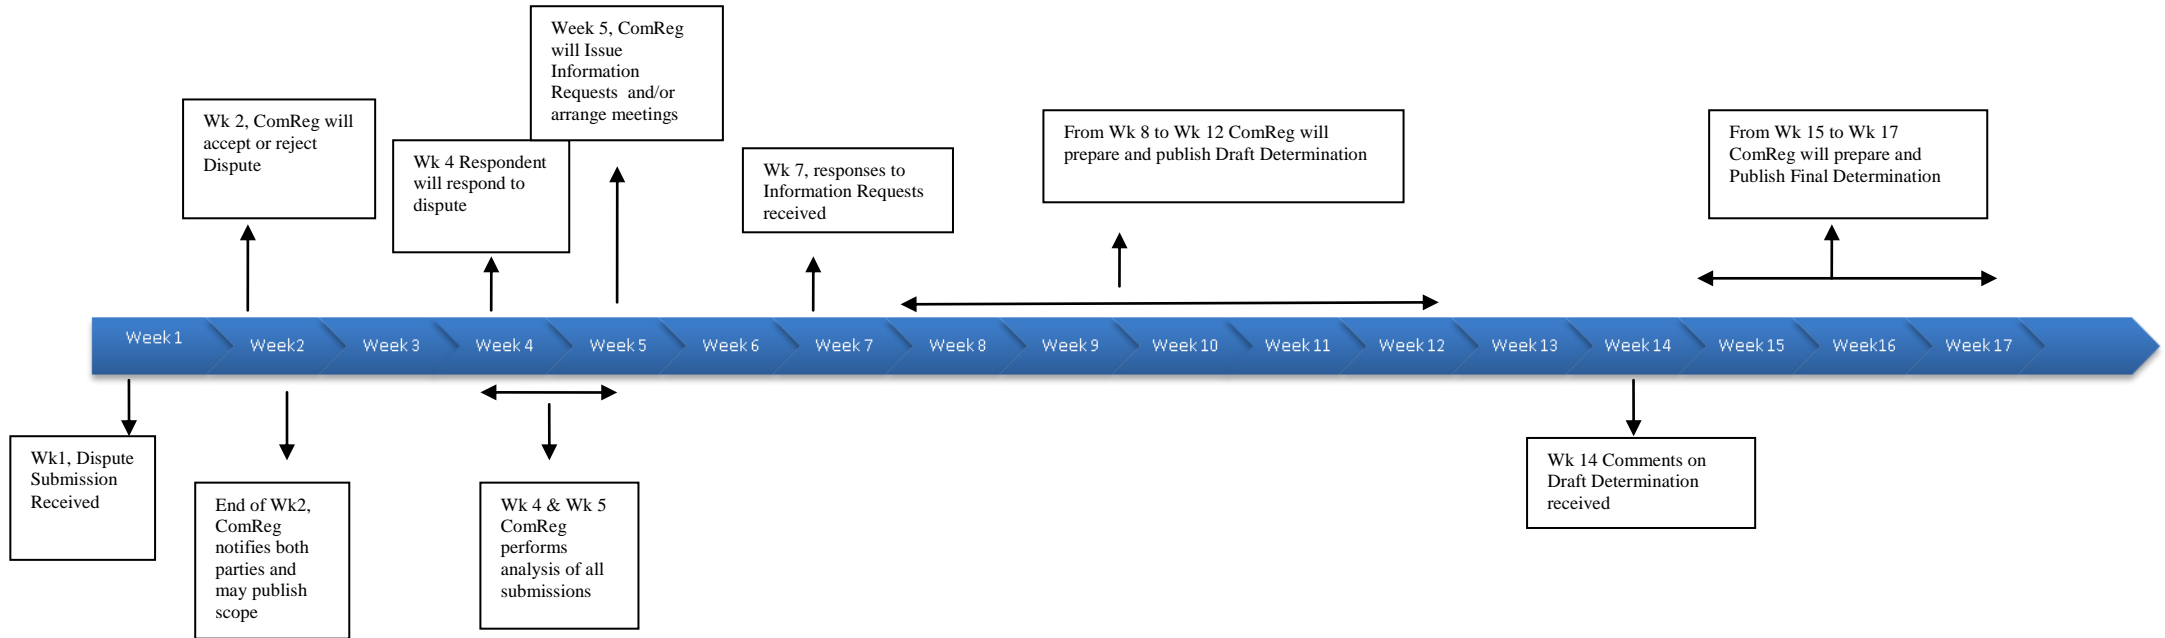 Week 5, ComReg
will Issue
Information
Requests  and/or
arrange meetings
Wk 2, ComReg will
accept or reject
Dispute
Wk 4 Respondent
will respond to
dispute
Wk 7, responses to
Information Requests
received
From Wk 8 to Wk 12 ComReg will
prepare and publish Draft Determination
From Wk 15 to Wk 17
ComReg will prepare and
Publish Final Determination
Week 1
Week2
Week 3
Week 4
Week 5
Week 6
Week 7
Week 8
Week 9
Week 10
Week 11
Week 12
Week 13
Week 14
Week 15
Week16
Week 17
Wk1, Dispute
Submission
Received
End of Wk2,
ComReg
notifies both
parties and
may publish
scope
Wk 4 & Wk 5
ComReg
performs
analysis of all
submissions
Wk 14 Comments on
Draft Determination
received